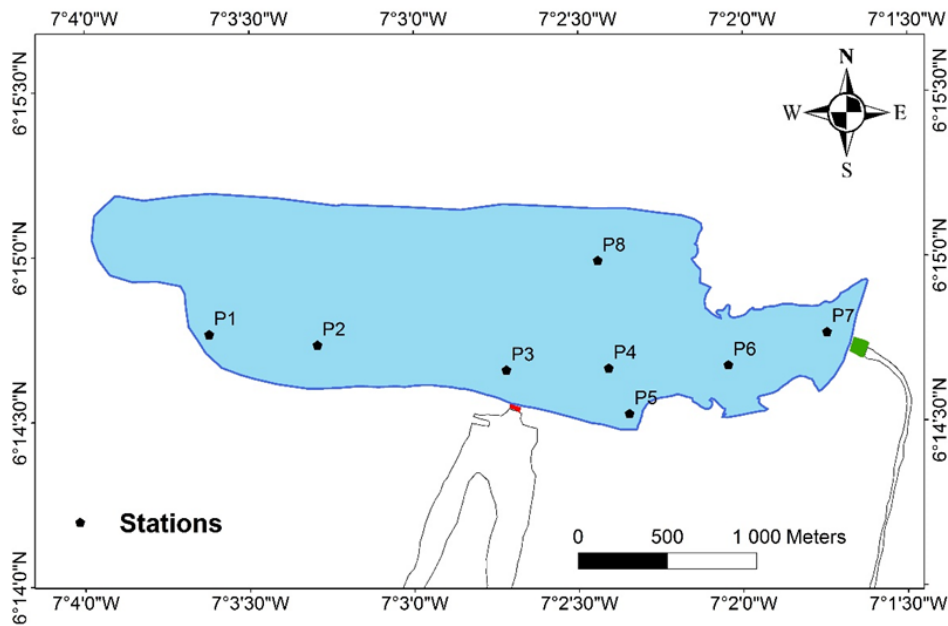 7°4'0"W 7°3'30"W 7°3'0"W 7°2'30"W 7°2'0"W 7°1'30"W
6°15'30"N
6°15'30"N
N
W E
S
6°15'0"N
6°15'0"N
P8
P1
P2
P7
P3
P4
P6
P5
6°14'30"N
6°14'30"N
Stations
0 500 1 000 Meters
6°14'0"N
6°14'0"N
7°4'0"W 7°3'30"W 7°3'0"W 7°2'30"W 7°2'0"W 7°1'30"W